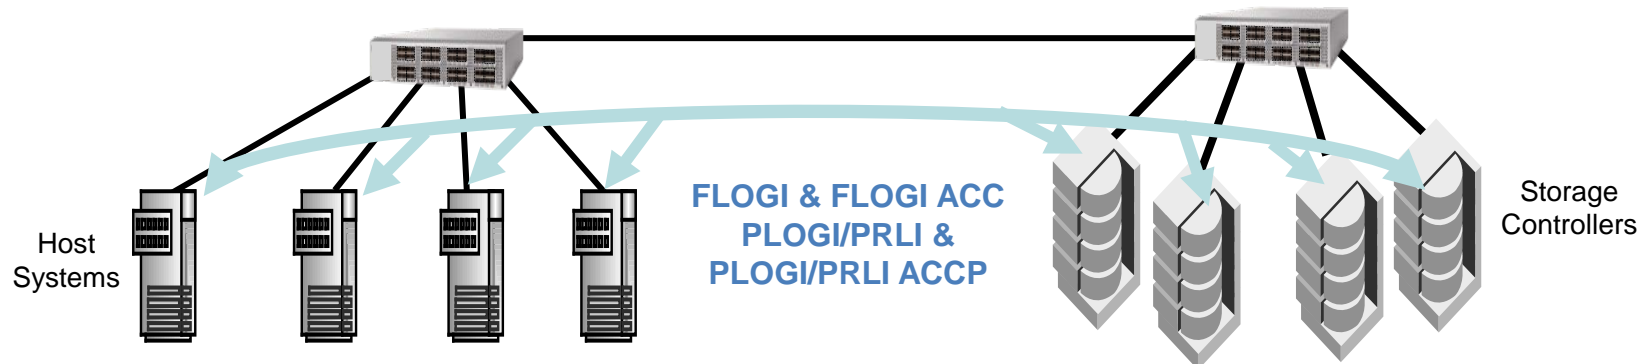 Host
Systems
FLOGI & FLOGI ACC
PLOGI/PRLI &
PLOGI/PRLI ACCP
Storage
Controllers